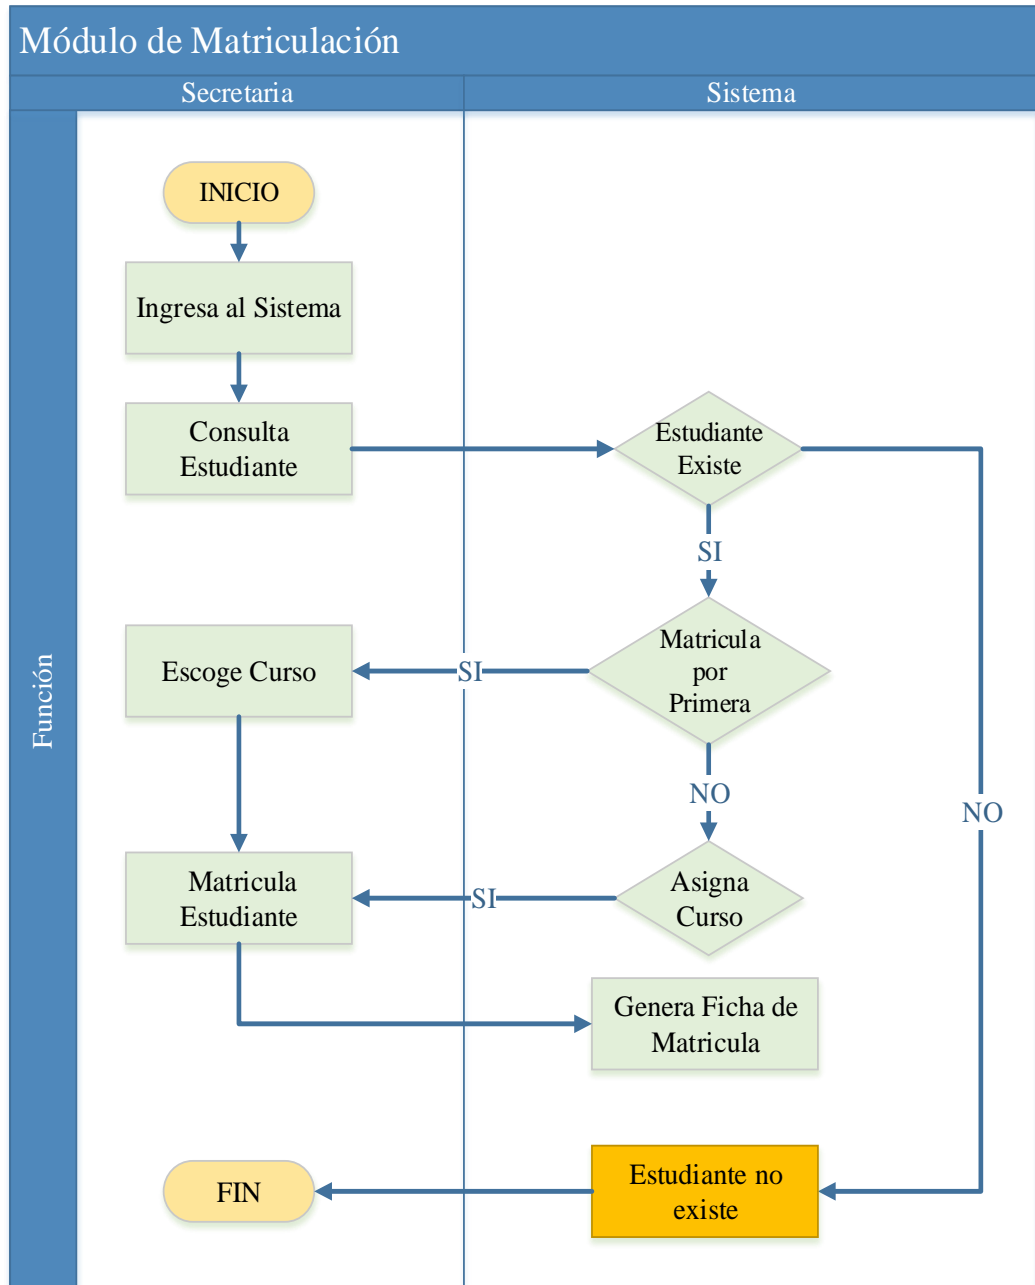 Módulo de Matriculación
Secretaria
Sistema
Función
INICIO
Ingresa al Sistema
Consulta
Estudiante
Estudiante
Existe
SI
NO
Matricula
por
Primera
SI
Escoge Curso
NO
Asigna
Curso
SI
Matricula
Estudiante
Genera Ficha de
Matricula
Estudiante no
existe
FIN